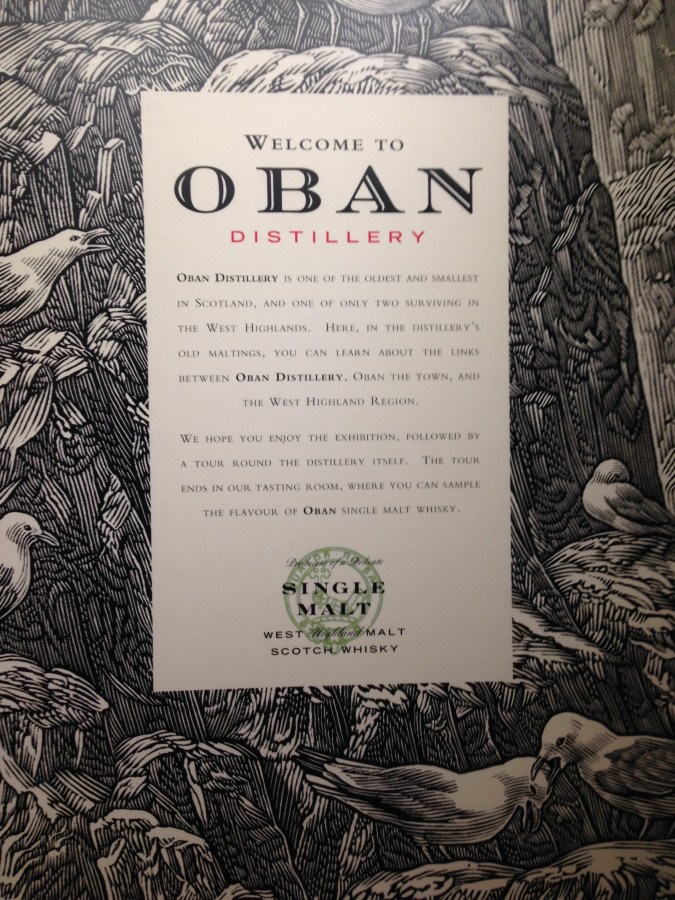 WELCOME TO
OBAN
DISTILLERY
OBAN DISTILLERY IS ONE OF THE OLDEST AND SMALLEST
IN SCOTLAND, AND ONE OF ONLY TWO SURVIVING IN
THE WEST HIGHLANDS. HERE, IN THE DISTILLERY'S
OLD MALTINGS, YOU CAN LEARN ABOUT THE LINKS
BETWEEN OBAN DISTILLERY, OBAN THE TOWN, AND
THE WEST HIGHLAND REGION.
WE HOPE YOU ENJOY THE EXHIBITION, FOLLOWED BY
A TOUR ROUND THE DISTILLERY ITSELF. THE TOUR
ENDS IN OUR TASTING ROOM, WHERE YOU CAN SAMPLE
THE FLAVOUR OF OBAN SINGLE MALT WHISKY.
Producers of a Delicate
SINGLE
MALT
WEST Highland MALT
SCOTCH WHISKY